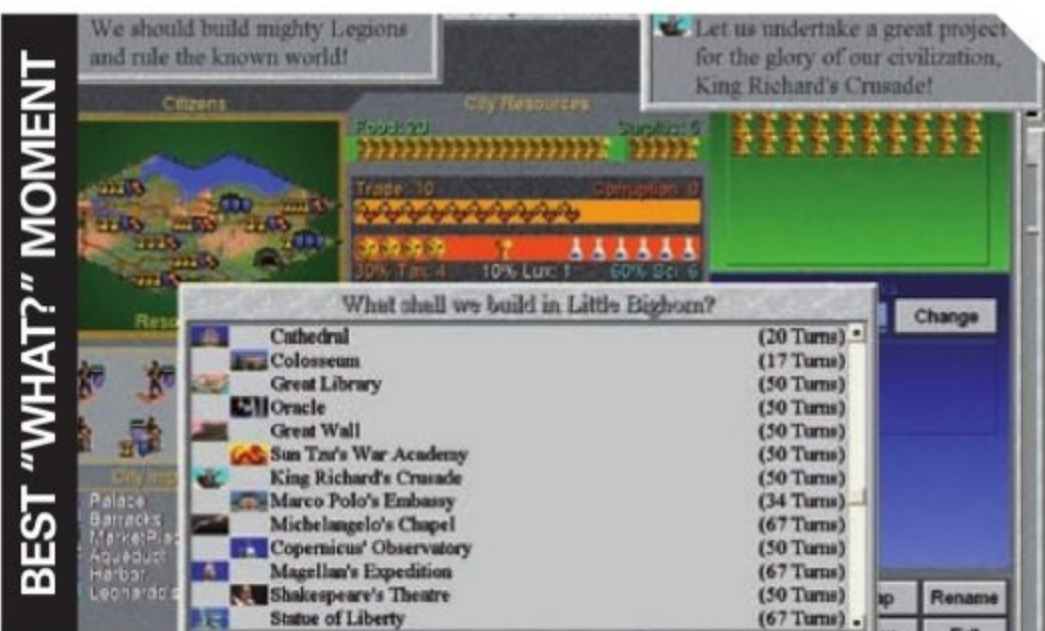 BEST "WHAT?" MOMENT
We should build mighty Legions
and rule the known world!
Let us undertake a great project
for the glory of our civilization,
King Richard's Crusade!
Citizens
City Resources
Food: 20 Surplus: 5
Trade: 10 Corruption: 0
30% Tax: 4 10% Lux: 1 60% Sci: 6
What shall we build in Little Bighorn?
Change
Cathedral (20 Turns)
Colosseum (17 Turns)
Great Library (50 Turns)
Oracle (50 Turns)
Great Wall (50 Turns)
Sun Tzu's War Academy (50 Turns)
King Richard's Crusade (50 Turns)
Marco Polo's Embassy (34 Turns)
Michelangelo's Chapel (67 Turns)
Copernicus' Observatory (50 Turns)
Magellan's Expedition (67 Turns)
Shakespeare's Theatre (50 Turns)
Statue of Liberty (67 Turns)
Palace
Barracks
MarketPlac
Aqueduct
Harbor
Leonardo's
Rename